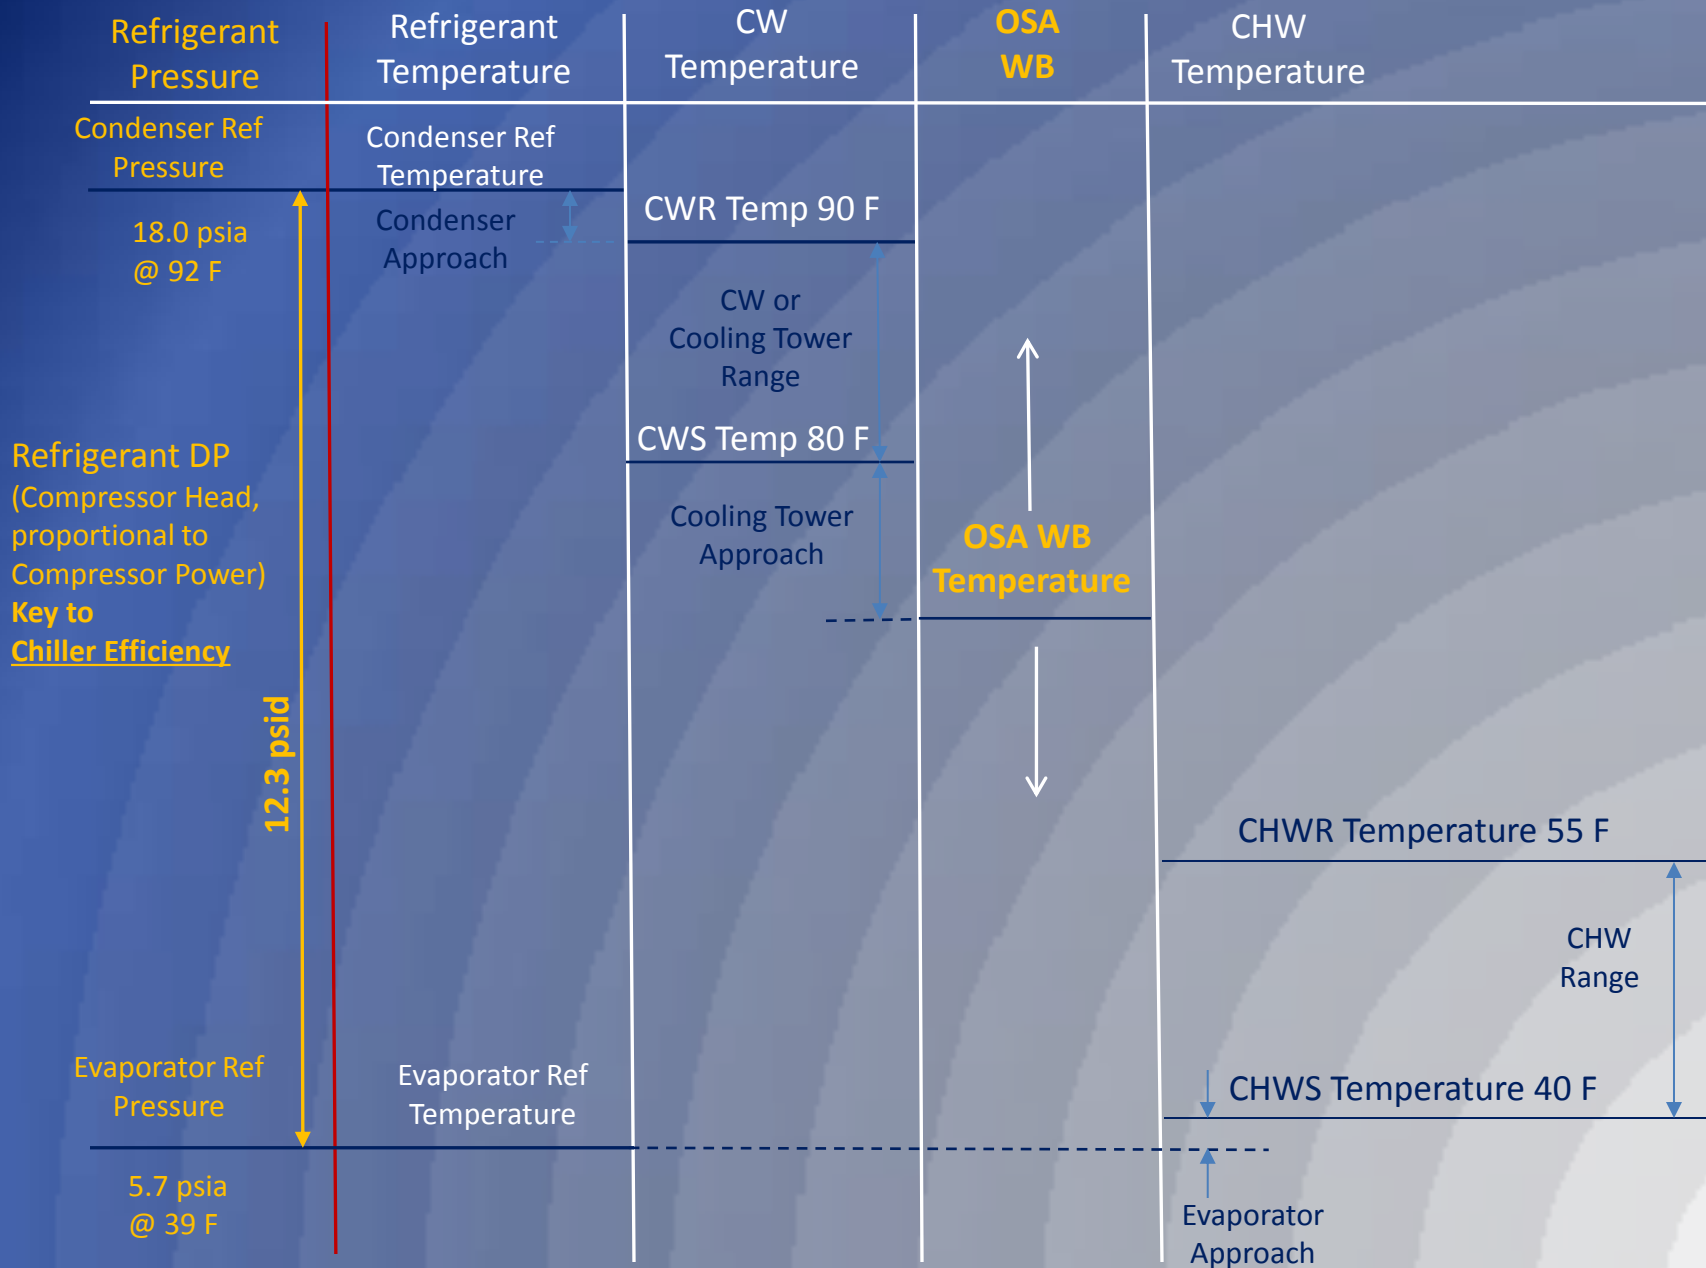 Refrigerant
Pressure
Refrigerant
Temperature
CW
Temperature
OSA
WB
CHW
Temperature
Condenser Ref
Pressure
18.0 psia
@ 92 F
Condenser Ref
Temperature
Condenser
Approach
CWR Temp 90 F
CW or
Cooling Tower
Range
CWS Temp 80 F
Cooling Tower
Approach
OSA WB
Temperature
Refrigerant DP
(Compressor Head,
proportional to
Compressor Power)
Key to
Chiller Efficiency
12.3 psid
CHWR Temperature 55 F
CHW
Range
Evaporator Ref
Pressure
Evaporator Ref
Temperature
CHWS Temperature 40 F
5.7 psia
@ 39 F
Evaporator
Approach